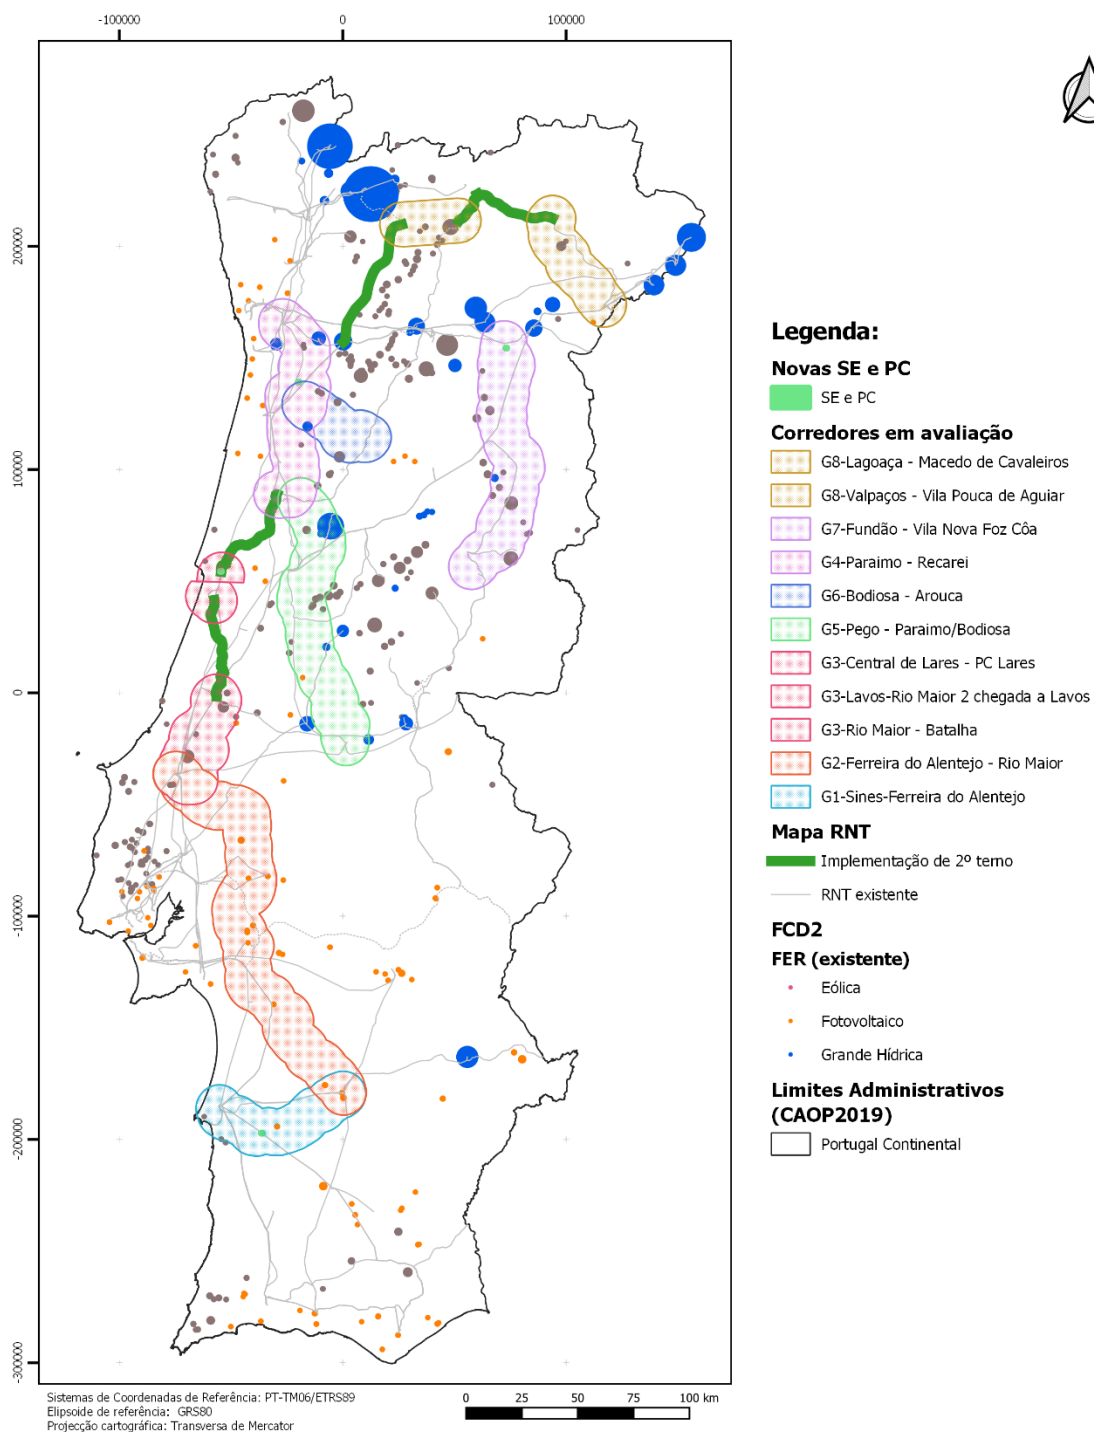 -100000
0
100000
200000
100000
0
-100000
-200000
-300000
Legenda:
Novas SE e PC
SE e PC
Corredores em avaliação
G8-Lagoaça - Macedo de Cavaleiros
G8-Valpaços - Vila Pouca de Aguiar
G7-Fundão - Vila Nova Foz Côa
G4-Paraimo - Recarei
G6-Bodiosa - Arouca
G5-Pego - Paraimo/Bodiosa
G3-Central de Lares - PC Lares
G3-Lavos-Rio Maior 2 chegada a Lavos
G3-Rio Maior - Batalha
G2-Ferreira do Alentejo - Rio Maior
G1-Sines-Ferreira do Alentejo
Mapa RNT
Implementação de 2º terno
RNT existente
FCD2
FER (existente)
Eólica
Fotovoltaico
Grande Hídrica
Limites Administrativos
(CAOP2019)
Portugal Continental
Sistemas de Coordenadas de Referência: PT-TM06/ETRS89
Elipsoide de referência: GRS80
Projecção cartográfica: Transversa de Mercator
0 25 50 75 100 km